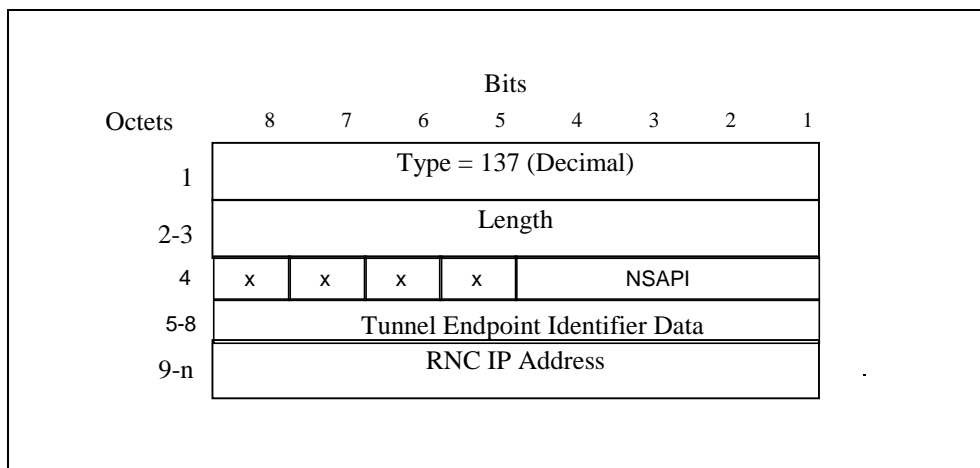 Bits
Octets 8 7 6 5 4 3 2 1
1 Type = 137 (Decimal)
2-3 Length
4 x x x x NSAPI
5-8 Tunnel Endpoint Identifier Data
9-n RNC IP Address .